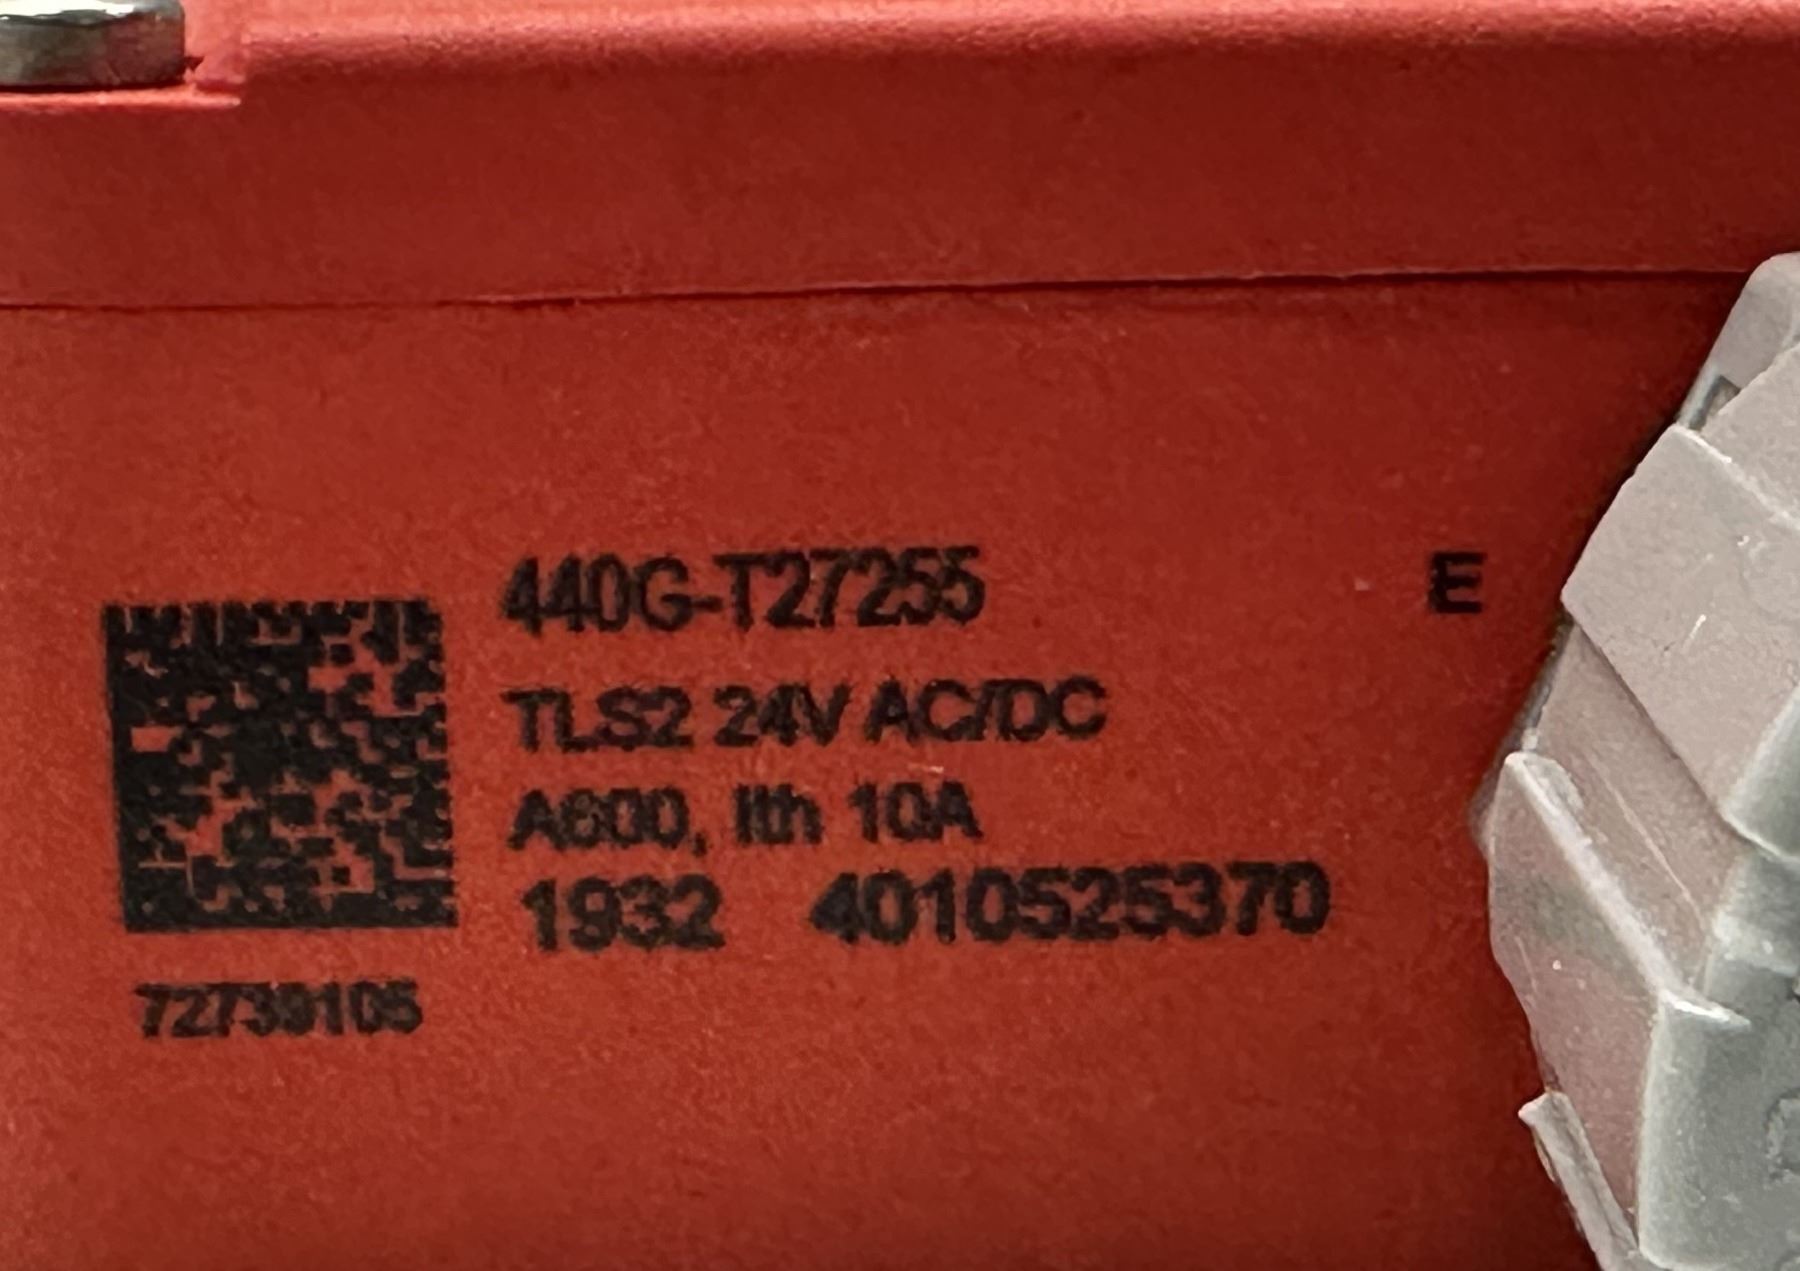 440G-T27255 E
TLS2 24V AC/DC
A600, Ith 10A
1932 4010525370
72739105